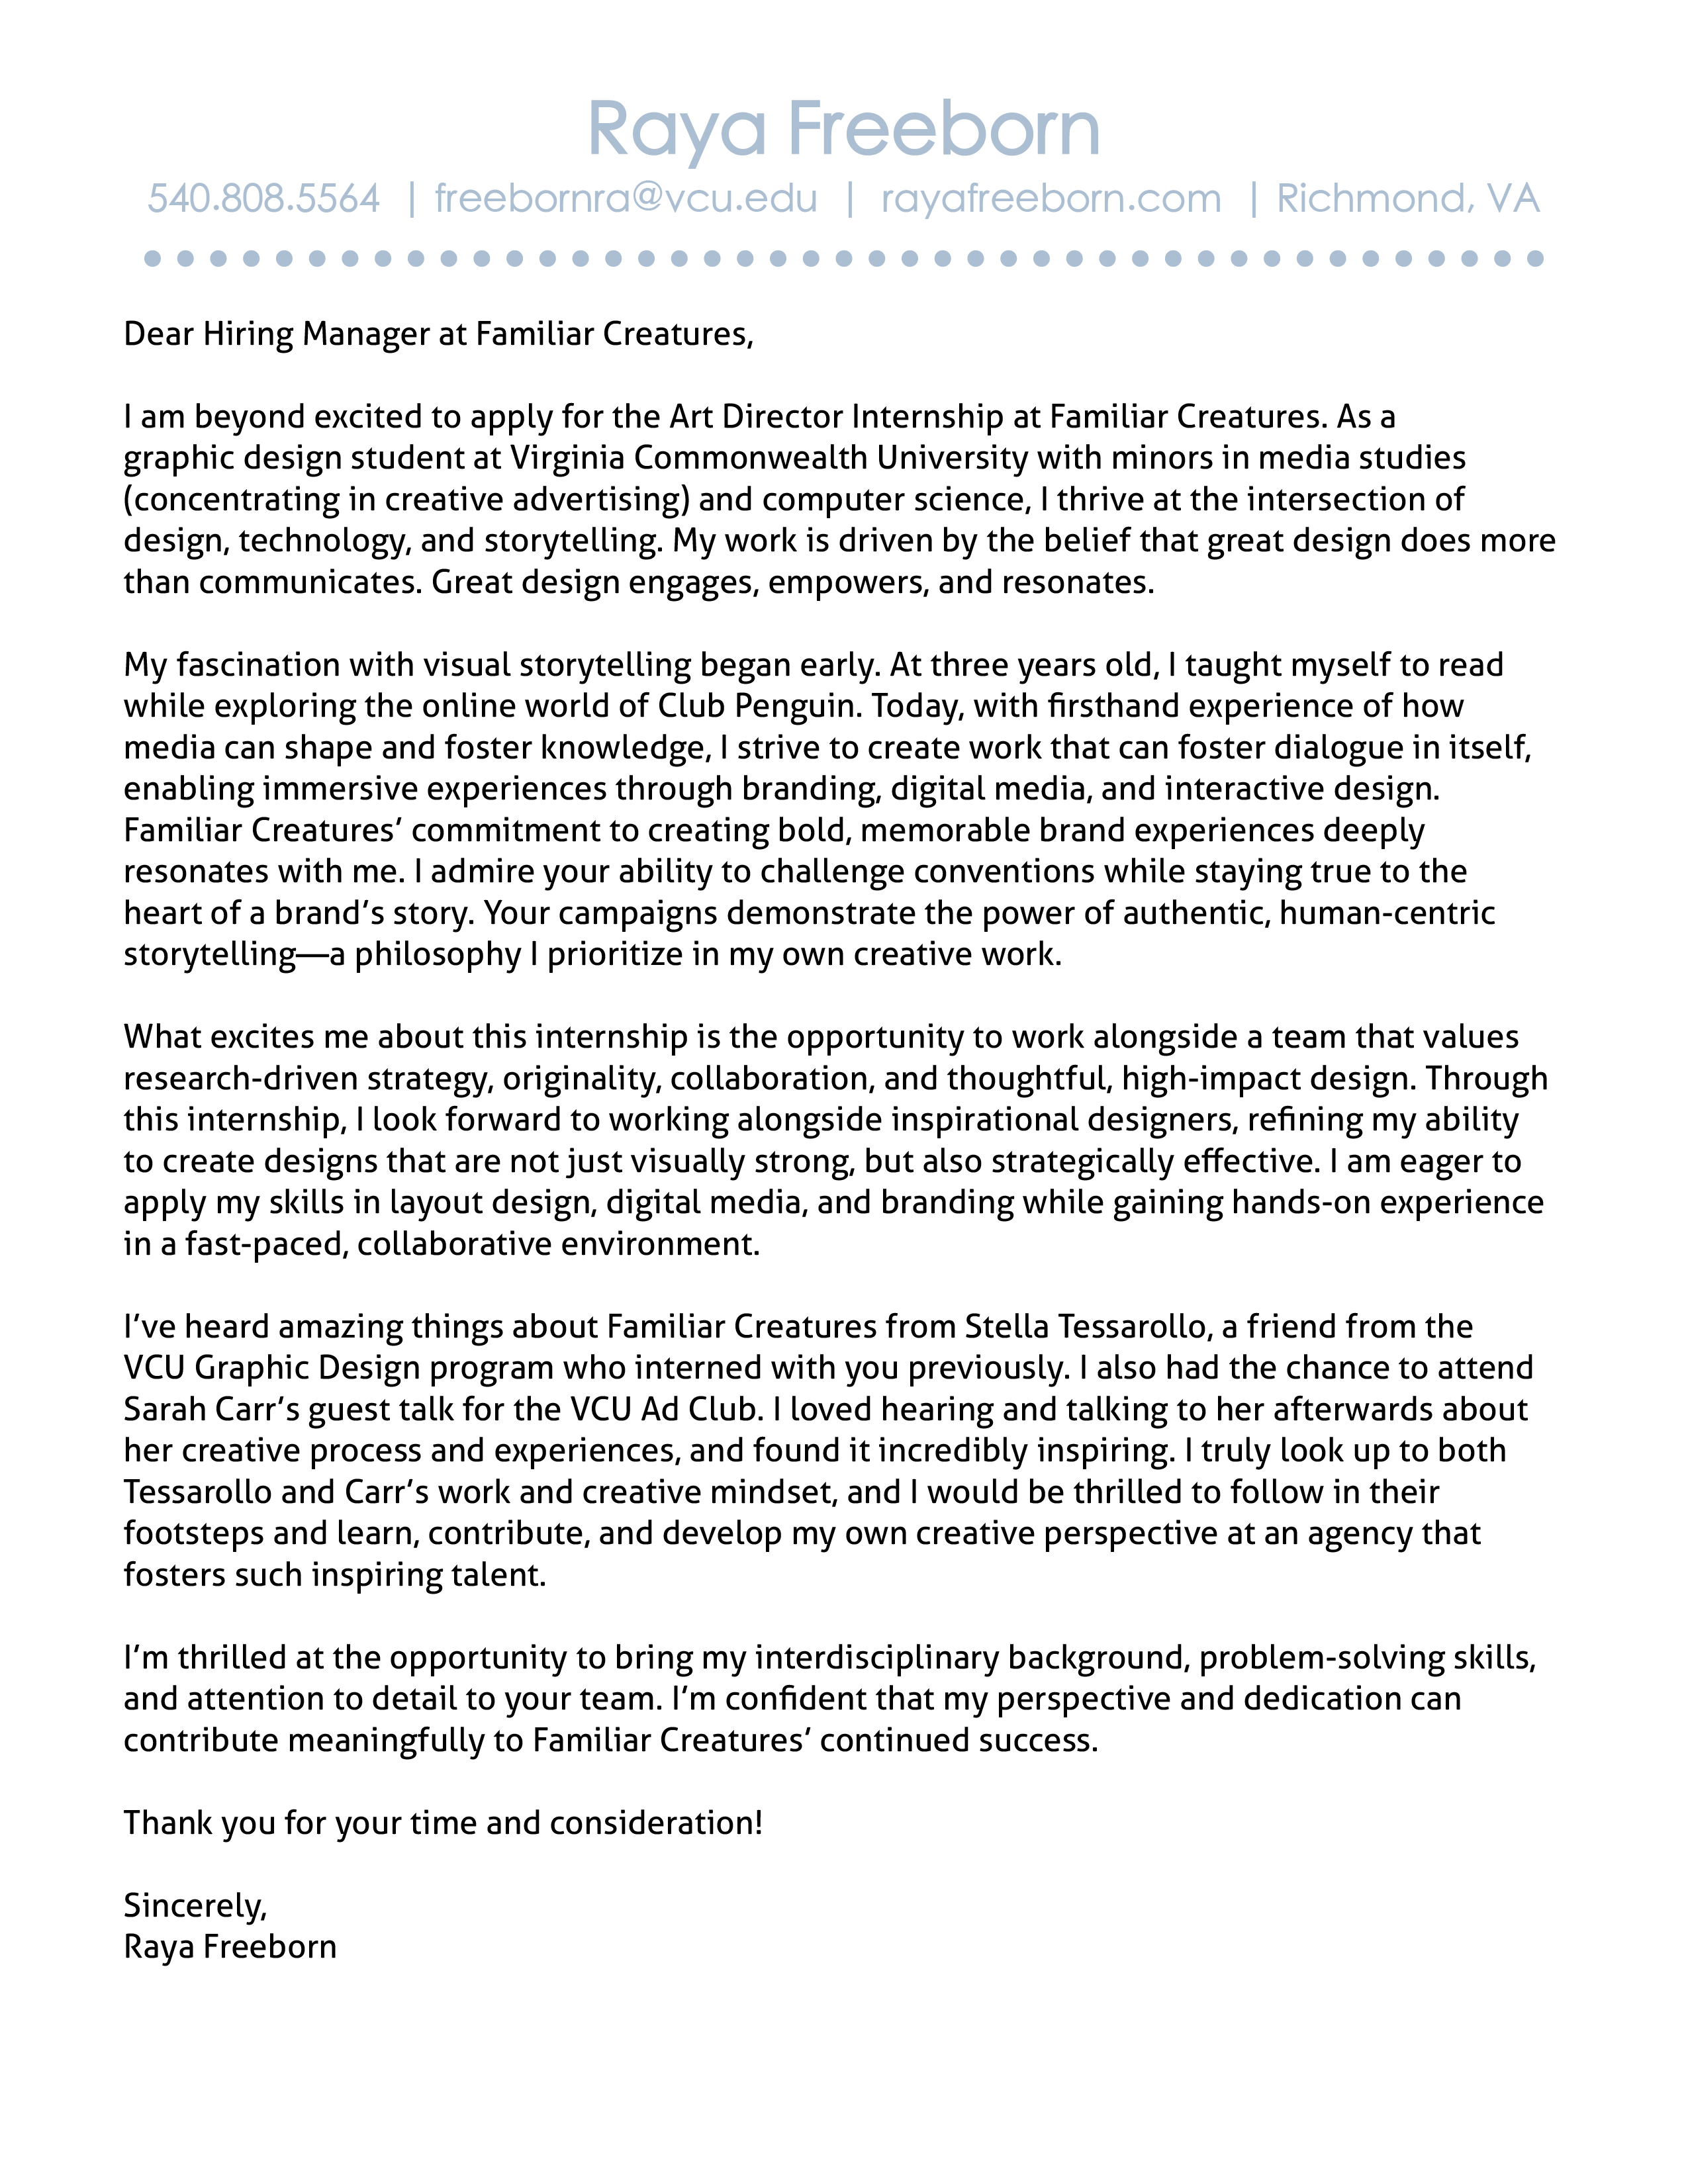 Raya Freeborn
540.808.5564 | freebornra@vcu.edu | rayafreeborn.com | Richmond, VA
Dear Hiring Manager at Familiar Creatures,
I am beyond excited to apply for the Art Director Internship at Familiar Creatures. As a
graphic design student at Virginia Commonwealth University with minors in media studies
(concentrating in creative advertising) and computer science, I thrive at the intersection of
design, technology, and storytelling. My work is driven by the belief that great design does more
than communicates. Great design engages, empowers, and resonates.
My fascination with visual storytelling began early. At three years old, I taught myself to read
while exploring the online world of Club Penguin. Today, with firsthand experience of how
media can shape and foster knowledge, I strive to create work that can foster dialogue in itself,
enabling immersive experiences through branding, digital media, and interactive design.
Familiar Creatures’ commitment to creating bold, memorable brand experiences deeply
resonates with me. I admire your ability to challenge conventions while staying true to the
heart of a brand’s story. Your campaigns demonstrate the power of authentic, human-centric
storytelling—a philosophy I prioritize in my own creative work.
What excites me about this internship is the opportunity to work alongside a team that values
research-driven strategy, originality, collaboration, and thoughtful, high-impact design. Through
this internship, I look forward to working alongside inspirational designers, refining my ability
to create designs that are not just visually strong, but also strategically effective. I am eager to
apply my skills in layout design, digital media, and branding while gaining hands-on experience
in a fast-paced, collaborative environment.
I’ve heard amazing things about Familiar Creatures from Stella Tessarollo, a friend from the
VCU Graphic Design program who interned with you previously. I also had the chance to attend
Sarah Carr’s guest talk for the VCU Ad Club. I loved hearing and talking to her afterwards about
her creative process and experiences, and found it incredibly inspiring. I truly look up to both
Tessarollo and Carr’s work and creative mindset, and I would be thrilled to follow in their
footsteps and learn, contribute, and develop my own creative perspective at an agency that
fosters such inspiring talent.
I’m thrilled at the opportunity to bring my interdisciplinary background, problem-solving skills,
and attention to detail to your team. I’m confident that my perspective and dedication can
contribute meaningfully to Familiar Creatures’ continued success.
Thank you for your time and consideration!
Sincerely,
Raya Freeborn